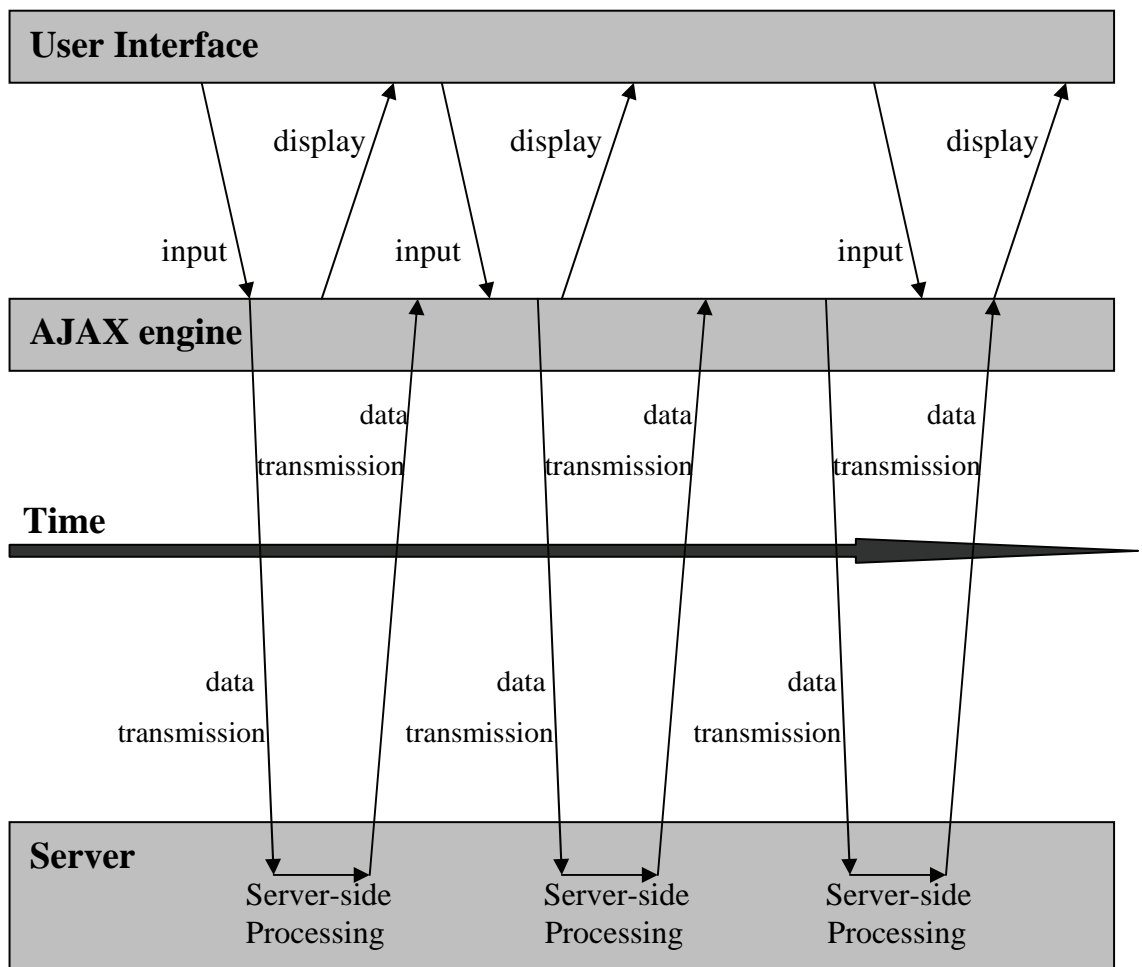 User Interface
display
display
display
input
input
input
AJAX engine
data
transmission
data
transmission
data
transmission
Time
data
transmission
data
transmission
data
transmission
Server
Server-side
Processing
Server-side
Processing
Server-side
Processing